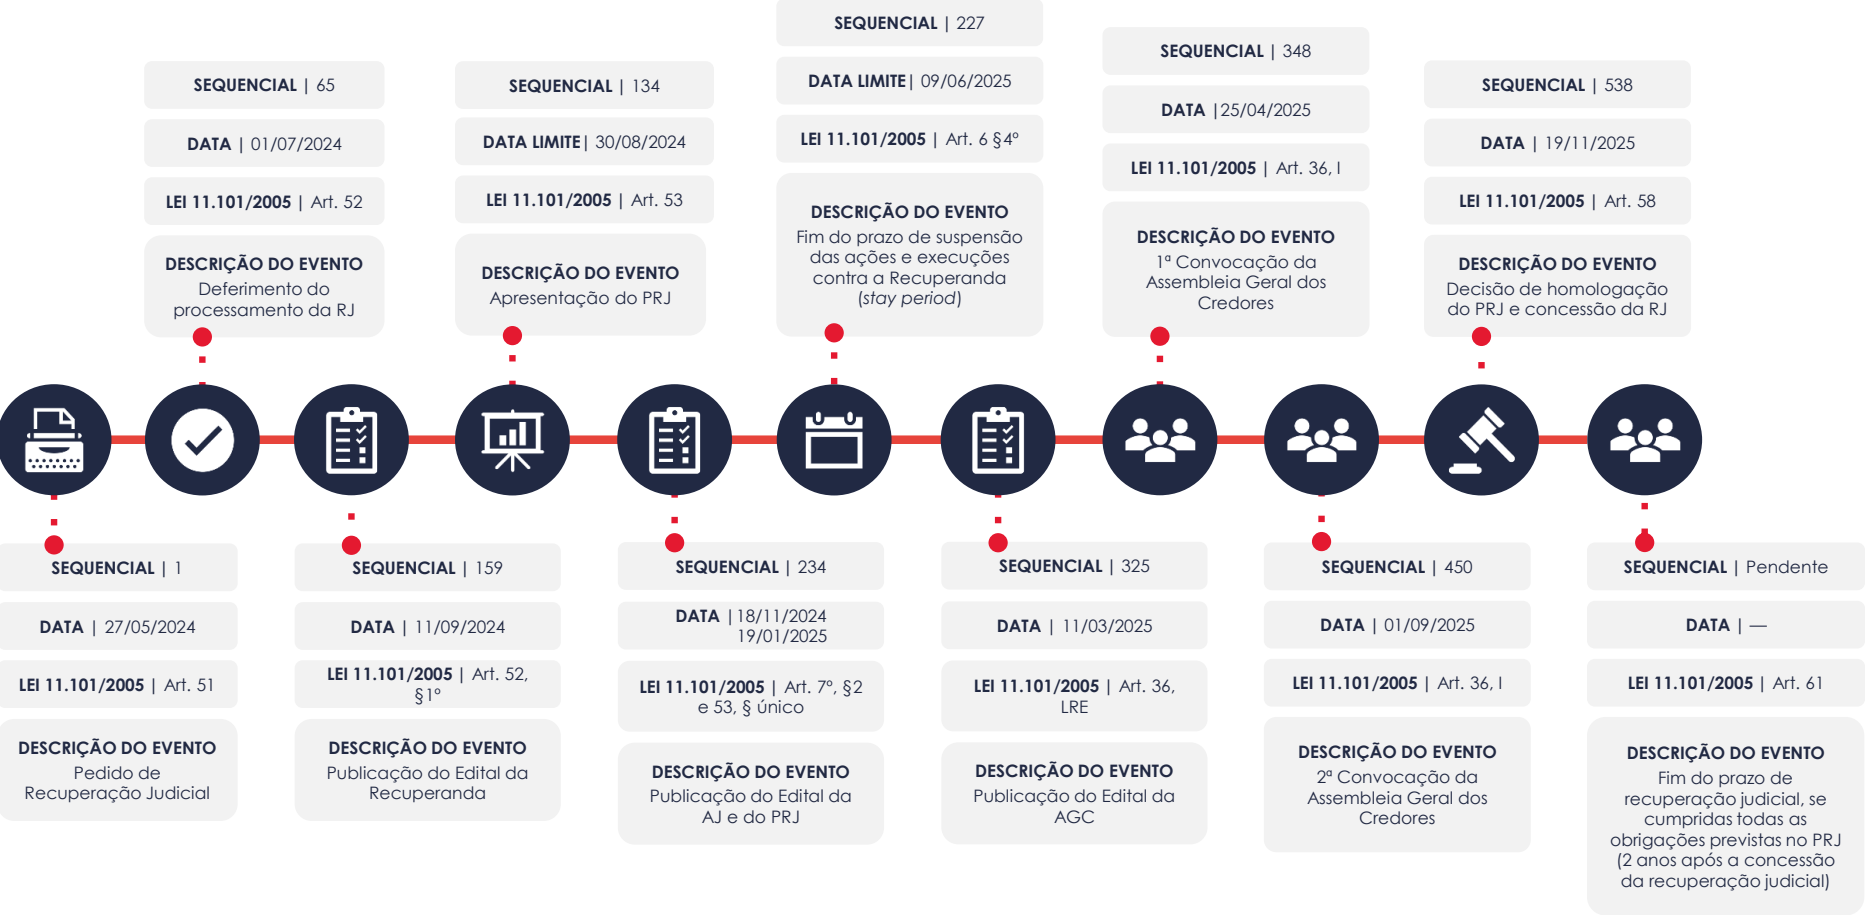 SEQUENCIAL | 65
DATA | 01/07/2024
LEI 11.101/2005 | Art. 52
DESCRIÇÃO DO EVENTO
Deferimento do
processamento da RJ
SEQUENCIAL | 134
DATA LIMITE| 30/08/2024
LEI 11.101/2005 | Art. 53
DESCRIÇÃO DO EVENTO
Apresentação do PRJ
SEQUENCIAL | 227
DATA LIMITE| 09/06/2025
LEI 11.101/2005 | Art. 6 §4º
DESCRIÇÃO DO EVENTO
Fim do prazo de suspensão
das ações e execuções
contra a Recuperanda
(stay period)
SEQUENCIAL | 348
DATA |25/04/2025
LEI 11.101/2005 | Art. 36, I
DESCRIÇÃO DO EVENTO
1ª Convocação da
Assembleia Geral dos
Credores
SEQUENCIAL | 538
DATA | 19/11/2025
LEI 11.101/2005 | Art. 58
DESCRIÇÃO DO EVENTO
Decisão de homologação
do PRJ e concessão da RJ
SEQUENCIAL | 1
DATA | 27/05/2024
LEI 11.101/2005 | Art. 51
DESCRIÇÃO DO EVENTO
Pedido de
Recuperação Judicial
SEQUENCIAL | 159
DATA | 11/09/2024
LEI 11.101/2005 | Art. 52,
§1º
DESCRIÇÃO DO EVENTO
Publicação do Edital da
Recuperanda
SEQUENCIAL | 234
DATA |18/11/2024
19/01/2025
LEI 11.101/2005 | Art. 7º, §2
e 53, § único
DESCRIÇÃO DO EVENTO
Publicação do Edital da
AJ e do PRJ
SEQUENCIAL | 325
DATA | 11/03/2025
LEI 11.101/2005 | Art. 36,
LRE
DESCRIÇÃO DO EVENTO
Publicação do Edital da
AGC
SEQUENCIAL | 450
DATA | 01/09/2025
LEI 11.101/2005 | Art. 36, I
DESCRIÇÃO DO EVENTO
2ª Convocação da
Assembleia Geral dos
Credores
SEQUENCIAL | Pendente
DATA | —
LEI 11.101/2005 | Art. 61
DESCRIÇÃO DO EVENTO
Fim do prazo de
recuperação judicial, se
cumpridas todas as
obrigações previstas no PRJ
(2 anos após a concessão
da recuperação judicial)